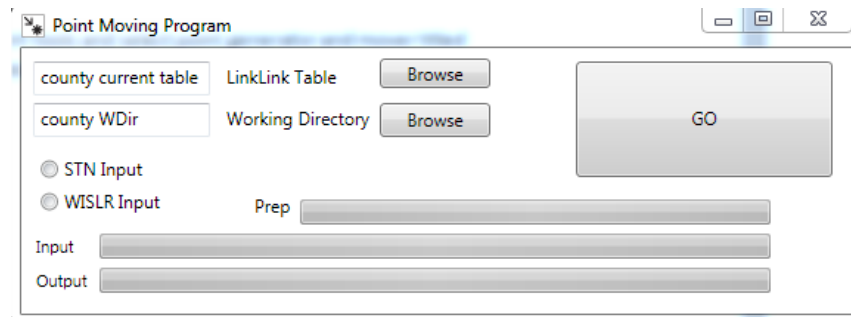 Point Moving Program
county current table LinkLink Table Browse
county WDir Working Directory Browse
GO
STN Input
WISLR Input
Prep
Input
Output